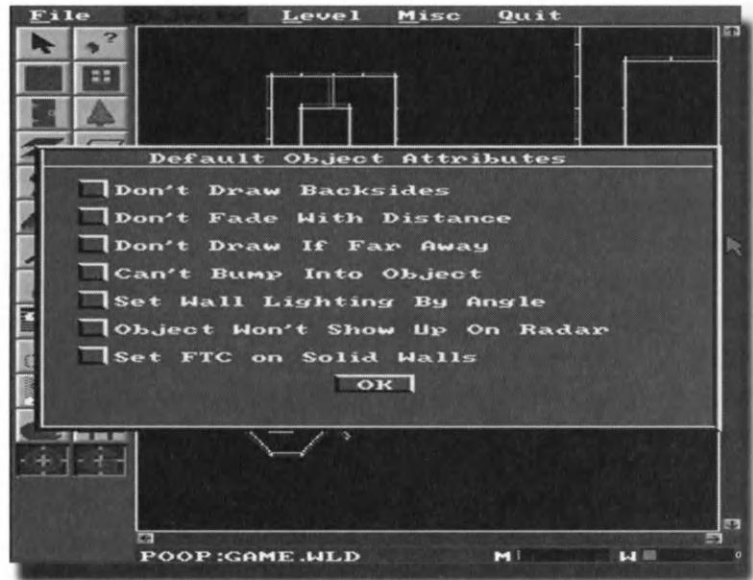 File Objects Level Misc Quit
?
Default Object Attributes
Don't Draw Backsides
Don't Fade With Distance
Don't Draw If Far Away
Can't Bump Into Object
Set Wall Lighting By Angle
Object Won't Show Up On Radar
Set FTC on Solid Walls
OK
POOP:GAME.WLD M W 0